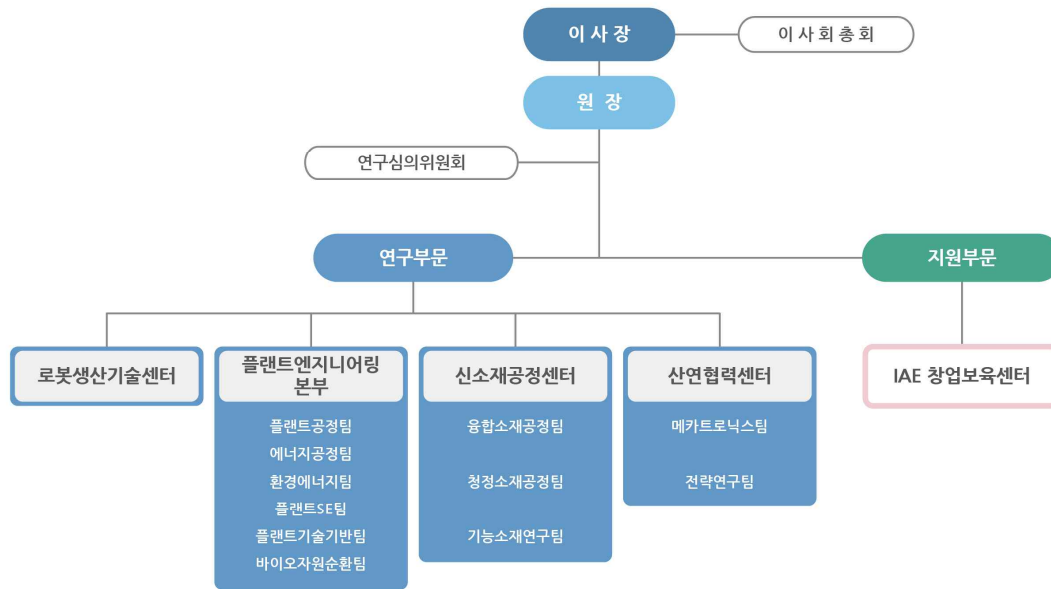 이 사 장
이 사 회 총 회
원 장
연구심의위원회
연구부문
지원부문
로봇생산기술센터
플랜트엔지니어링
본부
플랜트공정팀
에너지공정팀
환경에너지팀
플랜트SE팀
플랜트기술기반팀
바이오자원순환팀
신소재공정센터
융합소재공정팀
청정소재공정팀
기능소재연구팀
산연협력센터
메카트로닉스팀
전략연구팀
IAE 창업보육센터